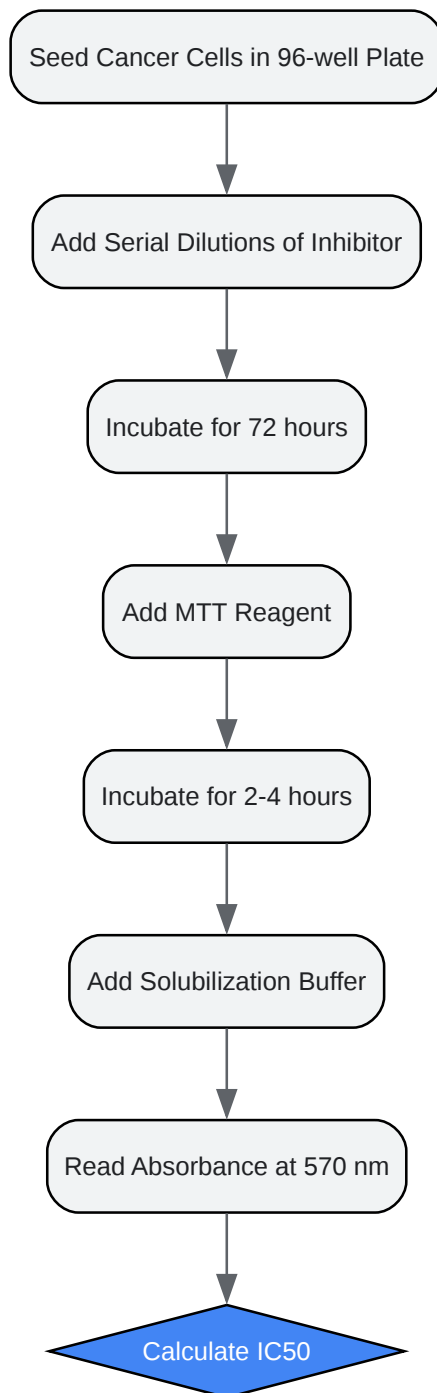 Seed Cancer Cells in 96-well Plate
Add Serial Dilutions of Inhibitor
Incubate for 72 hours
Add MTT Reagent
Incubate for 2-4 hours
Add Solubilization Buffer
Read Absorbance at 570 nm
Calculate IC50